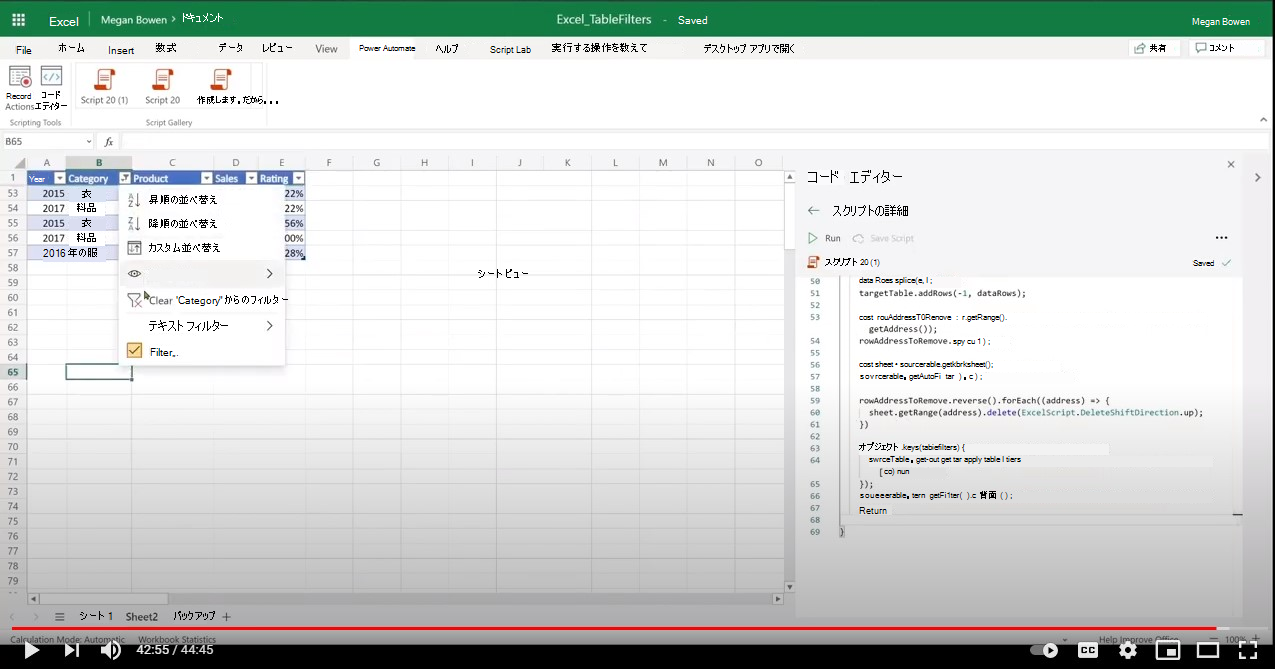 Excel Megan Bowen > ドキュメント Excel_TableFilters - Saved Megan Bowen
File ホーム Insert 数式 データ レビュー View Power Automate ヘルプ Script Lab 実行する操作を教えて デスクトップ アプリで開く 共有 コメント
Record Actions コード エディター Script 20 (1) Script 20 作成します。だから...
Scripting Tools Script Gallery
B65 fx
A B C D E F G H I J K L M N O
1 Year Category Product Sales Rating
53 2015 衣 22%
54 2017 料品 22%
55 2015 衣 56%
56 2017 料品 00%
57 2016 年の服 28%
58
59
60
61
62
63
64
65
66
67
68
69
70
71
72
73
74
75
76
77
78
79
昇順の並べ替え
降順の並べ替え
カスタム並べ替え
シートビュー
Clear 'Category" からのフィルター
テキスト フィルター
Filter..
コード エディター
スクリプトの詳細
Run Save Script ...
スクリプト 20 (1) Saved
50 data Roes splice(e, I ;
51 targetTable.addRows(-1, dataRows);
52
53 cost rouAddressT0Renove : r.getRange().
getAddress());
54 rowAddressToRemove. spy cu 1 ) ;
55
56 cost sheet • sourcerable.getkbrksheet();
57 sovrcerable。getAutoFi tar ) , c ) ;
58
59 rowAddressToRemove.reverse().forEach((address) => {
60 sheet.getRange(address).delete(ExcelScript.DeleteShiftDirection.up);
61 })
62
63 オブジェクト .keys(tabiefilters) {
64 swrceTable。get-out get tar apply table l tiers
[ co) nun
65 });
66 soueeerable。tern getFi1ter( ).c 背面 () ;
67 Return
68
69 }
シート 1 Sheet2 バックアップ +
Calculation Mode: Automatic Workbook Statistics Help Improve Office 100%
42:55 / 44:45 CC